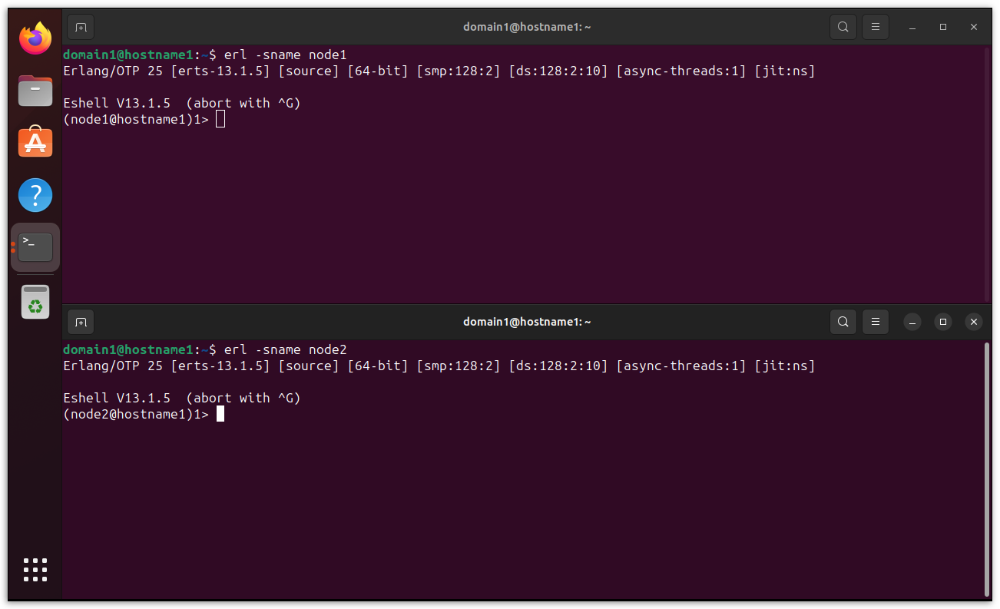 domain1@hostname1: ~
domain1@hostname1:~$ erl -sname node1
Erlang/OTP 25 [erts-13.1.5] [source] [64-bit] [smp:128:2] [ds:128:2:10] [async-threads:1] [jit:ns]
Eshell V13.1.5  (abort with ^G)
(node1@hostname1)1>
>_
domain1@hostname1: ~
domain1@hostname1:~$ erl -sname node2
Erlang/OTP 25 [erts-13.1.5] [source] [64-bit] [smp:128:2] [ds:128:2:10] [async-threads:1] [jit:ns]
Eshell V13.1.5  (abort with ^G)
(node2@hostname1)1>